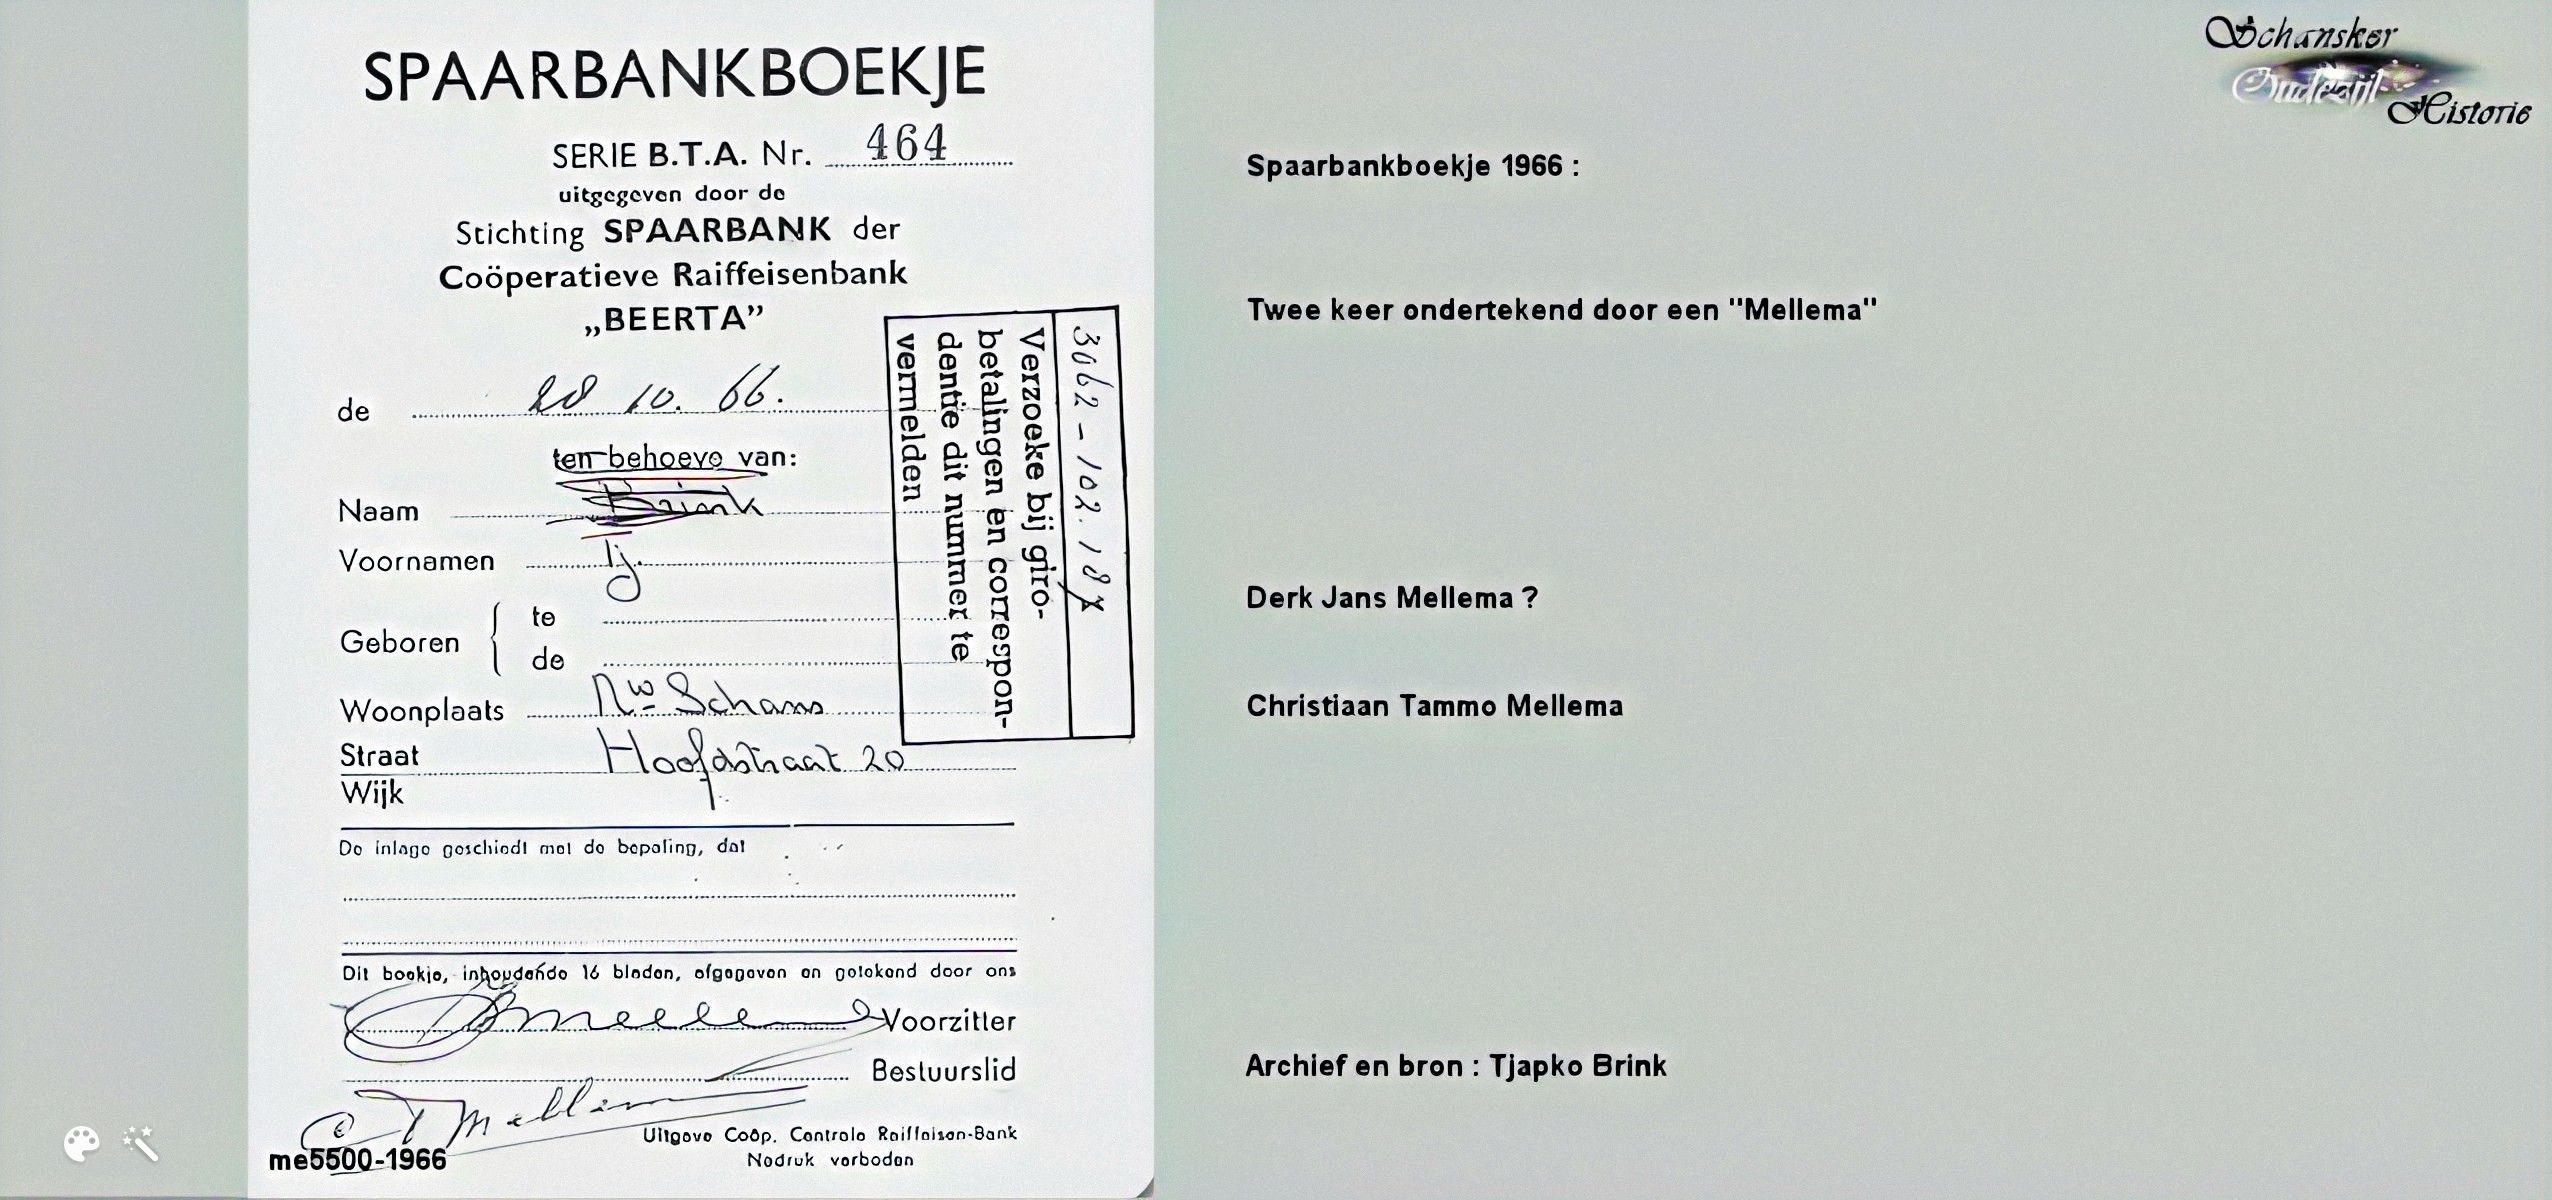 SPAARBANKBOEKJE
SERIE B.T.A. Nr. 464
uitgegeven door de
Stichting SPAARBANK der
Coöperatieve Raiffeisenbank
„BEERTA”
de 28 10. 66.
ten behoeve van:
Naam Brink
Voornamen Tj.
Geboren te
de
Woonplaats Nw Schans
Straat Hoofdstraat 20
Wijk
3062-102.187
Verzoeke bij giro-
betalingen en correspon-
dentie dit nummer te
vermelden
De inlage geschiedt met de bepaling, dat
Dit boekje, inhoudende 16 bladen, afgegeven en getekend door ons
Mellema Voorzitter
Bestuurslid
C T Mellema
Uitgave Coöp. Centrale Raiffeisen-Bank
Nadruk verboden
me5500-1966
Schansker
Oudezijl
Historie
Spaarbankboekje 1966 :
Twee keer ondertekend door een "Mellema"
Derk Jans Mellema ?
Christiaan Tammo Mellema
Archief en bron : Tjapko Brink